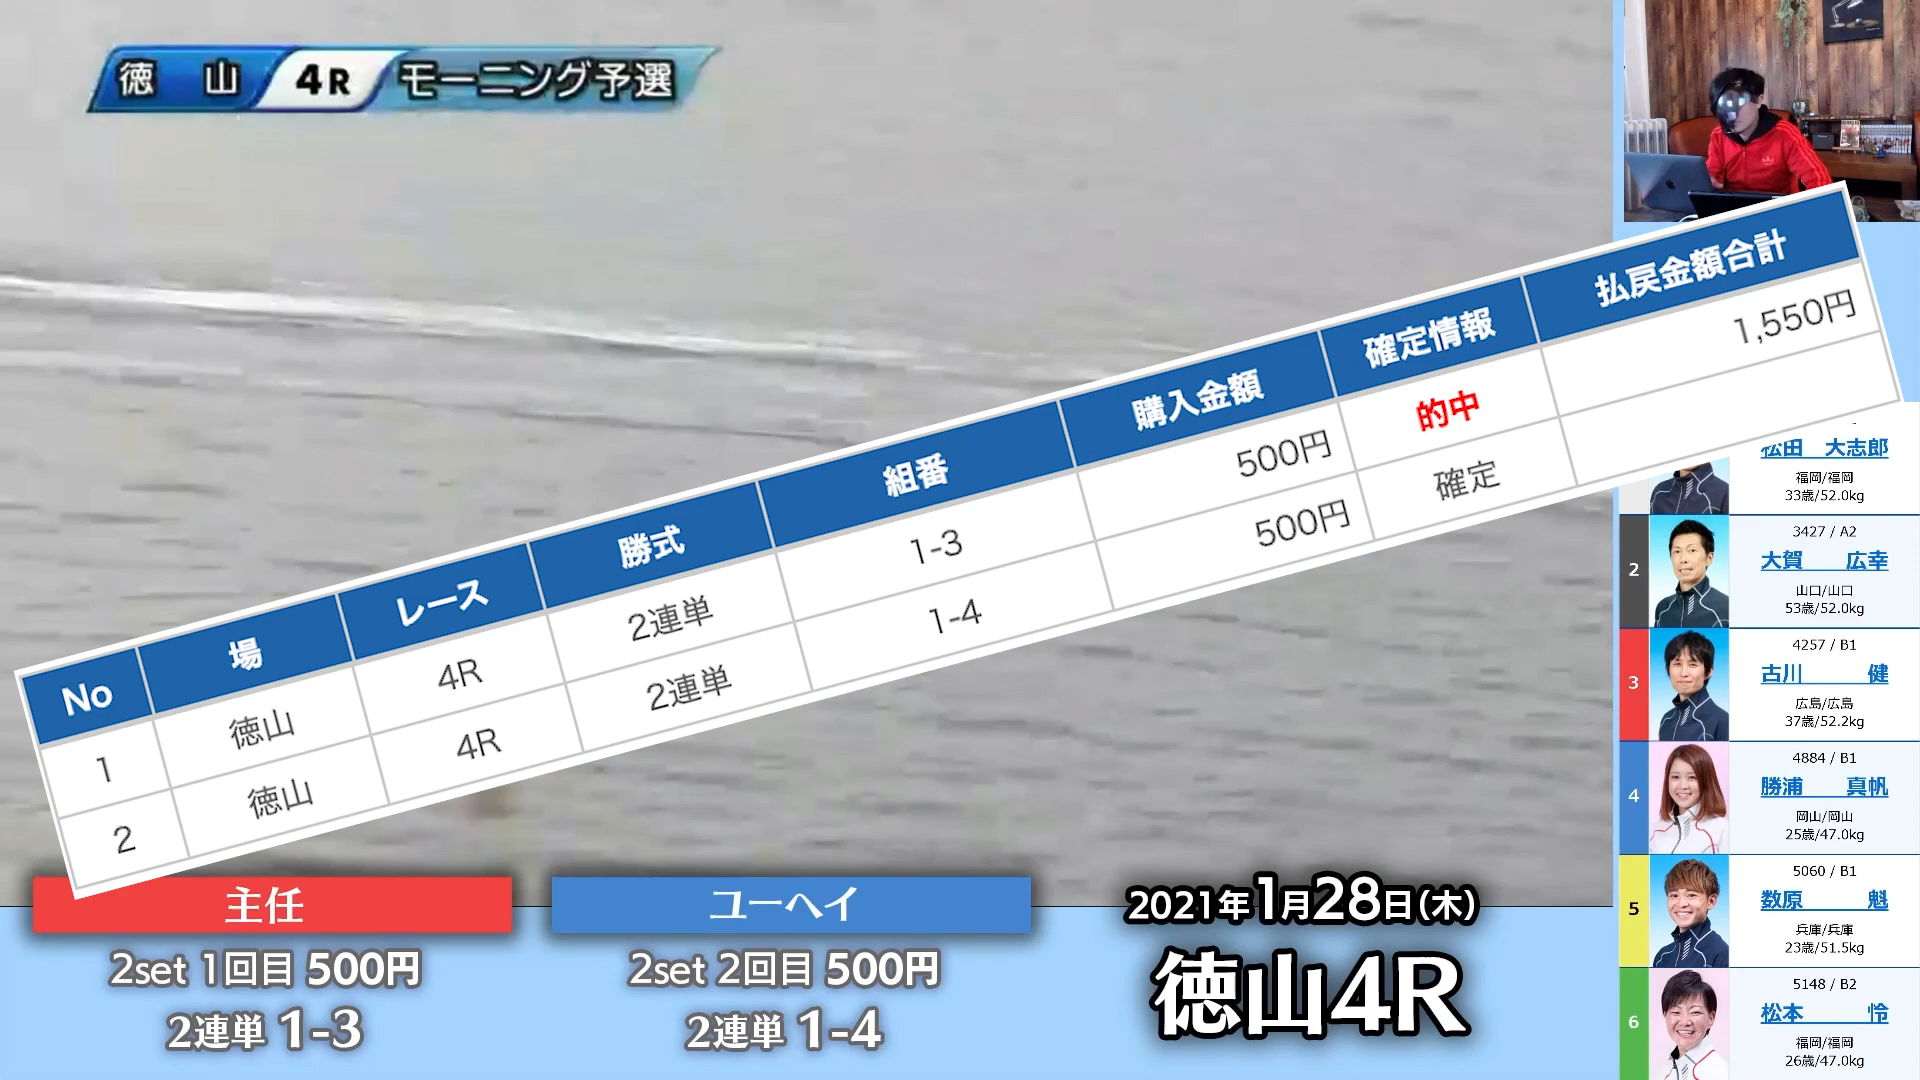 徳 山 4R モーニング予選
No 場 レース 勝式 組番 購入金額 確定情報 払戻金額合計
1 徳山 4R 2連単 1-3 500円 的中 1,550円
2 徳山 4R 2連単 1-4 500円 確定
松田 大志郎
福岡/福岡
33歳/52.0kg
2
3427 / A2
大賀 広幸
山口/山口
53歳/52.0kg
3
4257 / B1
古川 健
広島/広島
37歳/52.2kg
4
4884 / B1
勝浦 真帆
岡山/岡山
25歳/47.0kg
5
5060 / B1
数原 魁
兵庫/兵庫
23歳/51.5kg
6
5148 / B2
松本 怜
福岡/福岡
26歳/47.0kg
主任
2set 1回目 500円
2連単 1-3
ユーヘイ
2set 2回目 500円
2連単 1-4
2021年1月28日(木)
徳山4R